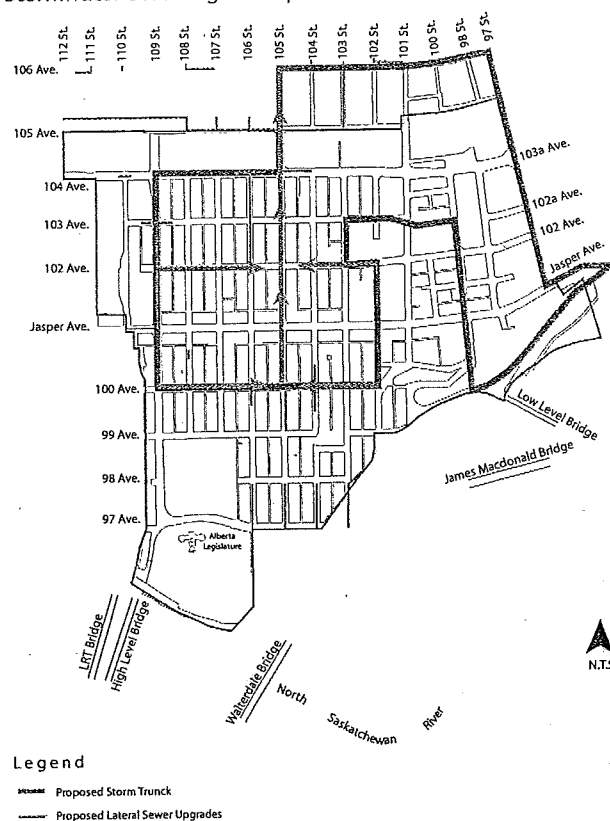 112 St.
111 St.
110 St.
109 St.
108 St.
107 St.
106 St.
105 St.
104 St.
103 St.
102 St.
101 St.
100 St.
98 St.
97 St.
106 Ave.
105 Ave.
104 Ave.
103 Ave.
102 Ave.
Jasper Ave.
100 Ave.
99 Ave.
98 Ave.
97 Ave.
103a Ave.
102a Ave.
102 Ave.
Jasper Ave.
Low Level Bridge
James Macdonald Bridge
Alberta
Legislature
LRT Bridge
High Level Bridge
Walterdale Bridge
North
Saskatchewan
River
N.T.S
Legend
Proposed Storm Trunck
Proposed Lateral Sewer Upgrades